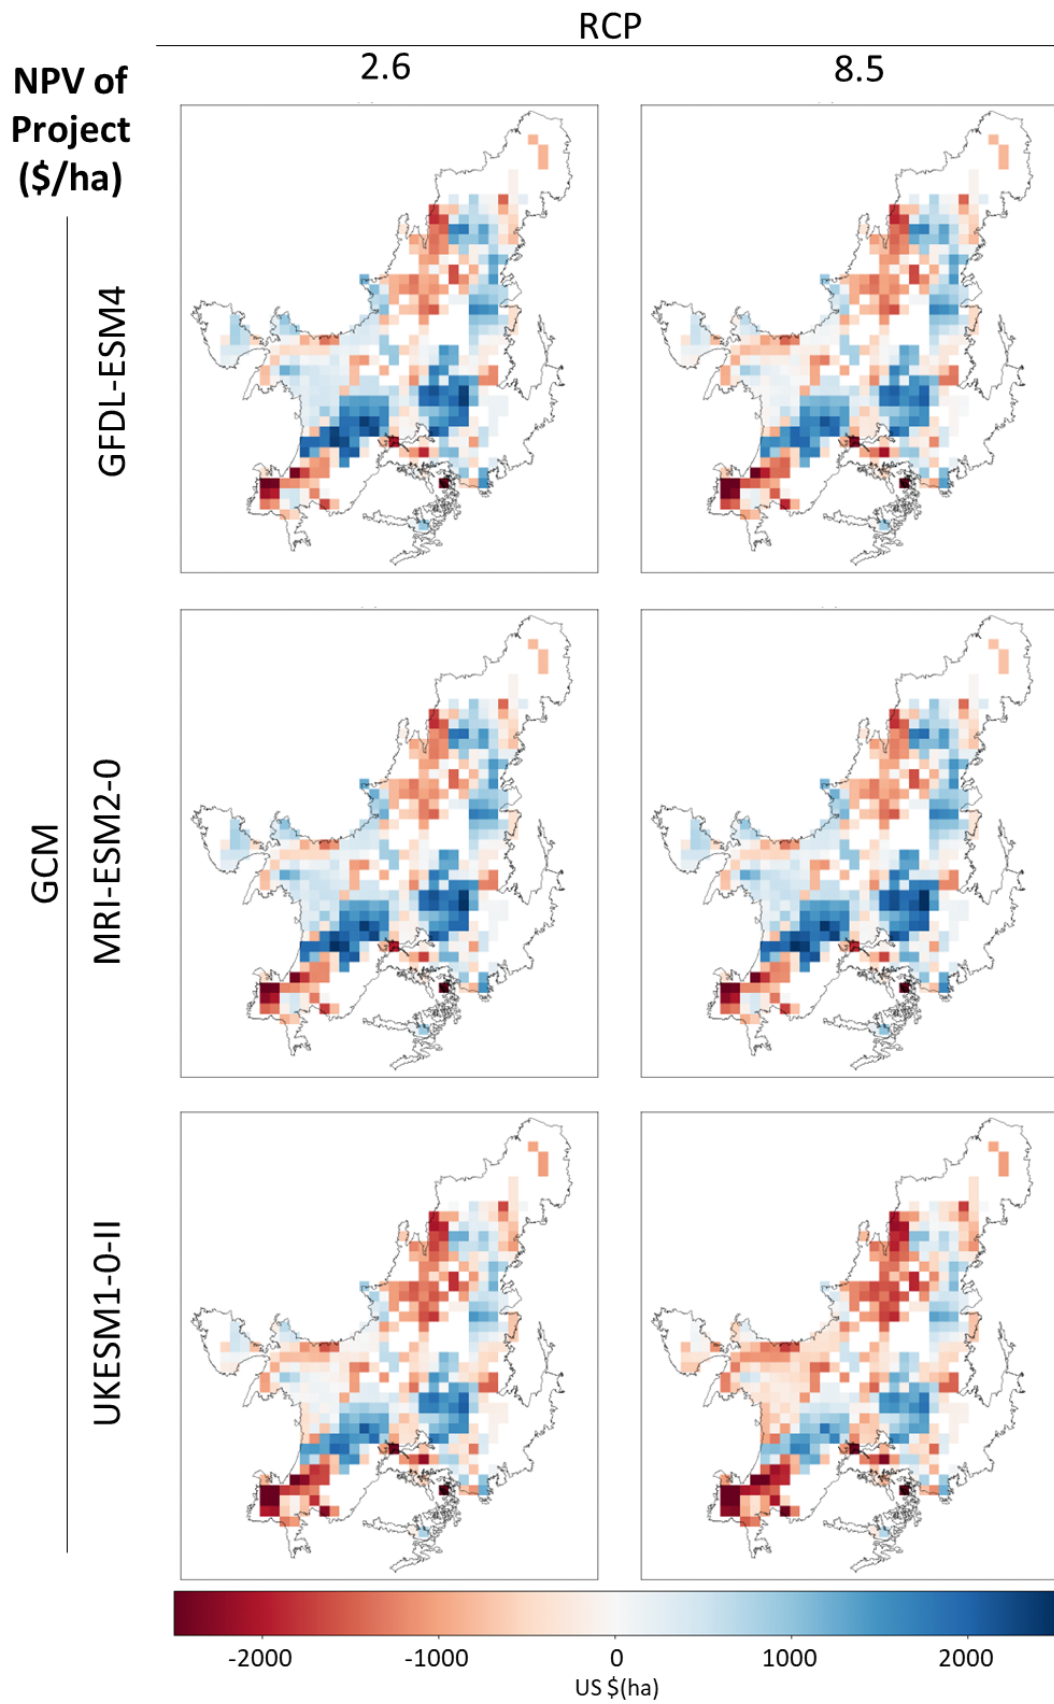 RCP
2.6
8.5
NPV of
Project
($/ha)
GFDL-ESM4
GCM
MRI-ESM2-0
UKESM1-0-II
-2000
-1000
0
1000
2000
US $(ha)